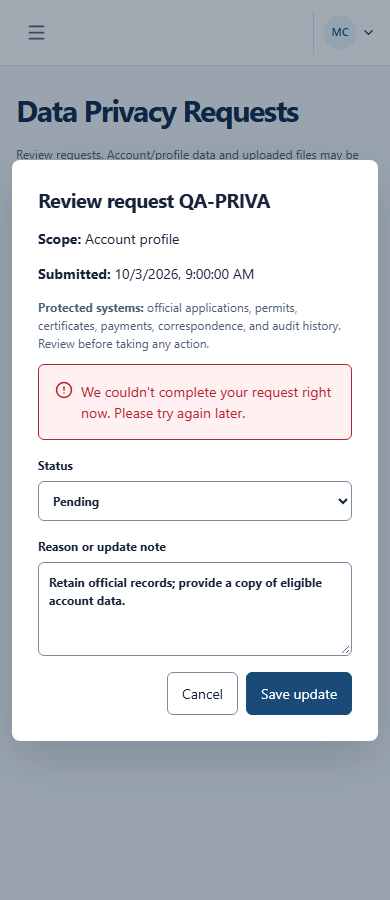 MC
Data Privacy Requests
Review requests. Account/profile data and uploaded files may be
Review request QA-PRIVA
Scope: Account profile
Submitted: 10/3/2026, 9:00:00 AM
Protected systems: official applications, permits,
certificates, payments, correspondence, and audit history.
Review before taking any action.
We couldn't complete your request right
now. Please try again later.
Status
Pending
Reason or update note
Retain official records; provide a copy of eligible
account data.
Cancel
Save update